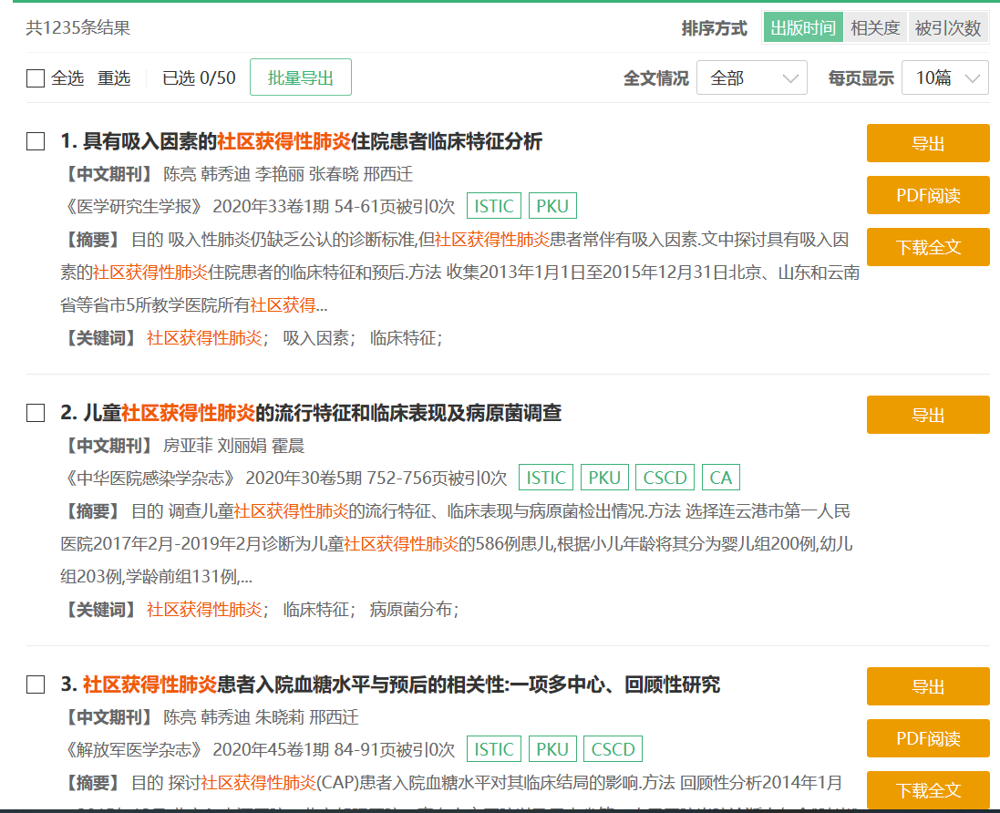 共1235条结果 排序方式 出版时间 相关度 被引次数
全选 重选 已选 0/50 批量导出 全文情况 全部 每页显示 10篇
1. 具有吸入因素的社区获得性肺炎住院患者临床特征分析 导出
【中文期刊】 陈亮 韩秀迪 李艳丽 张春晓 邢西迁
《医学研究生学报》 2020年33卷1期 54-61页被引0次 ISTIC PKU PDF阅读
【摘要】 目的 吸入性肺炎仍缺乏公认的诊断标准,但社区获得性肺炎患者常伴有吸入因素.文中探讨具有吸入因 下载全文
素的社区获得性肺炎住院患者的临床特征和预后.方法 收集2013年1月1日至2015年12月31日北京、山东和云南
省等省市5所教学医院所有社区获得...
【关键词】 社区获得性肺炎； 吸入因素； 临床特征；
2. 儿童社区获得性肺炎的流行特征和临床表现及病原菌调查 导出
【中文期刊】 房亚菲 刘丽娟 霍晨
《中华医院感染学杂志》 2020年30卷5期 752-756页被引0次 ISTIC PKU CSCD CA
【摘要】 目的 调查儿童社区获得性肺炎的流行特征、临床表现与病原菌检出情况.方法 选择连云港市第一人民
医院2017年2月-2019年2月诊断为儿童社区获得性肺炎的586例患儿,根据小儿年龄将其分为婴儿组200例,幼儿
组203例,学龄前组131例,...
【关键词】 社区获得性肺炎； 临床特征； 病原菌分布；
3. 社区获得性肺炎患者入院血糖水平与预后的相关性:一项多中心、回顾性研究 导出
【中文期刊】 陈亮 韩秀迪 朱晓莉 邢西迁
《解放军医学杂志》 2020年45卷1期 84-91页被引0次 ISTIC PKU CSCD PDF阅读
【摘要】 目的 探讨社区获得性肺炎(CAP)患者入院血糖水平对其临床结局的影响.方法 回顾性分析2014年1月 下载全文